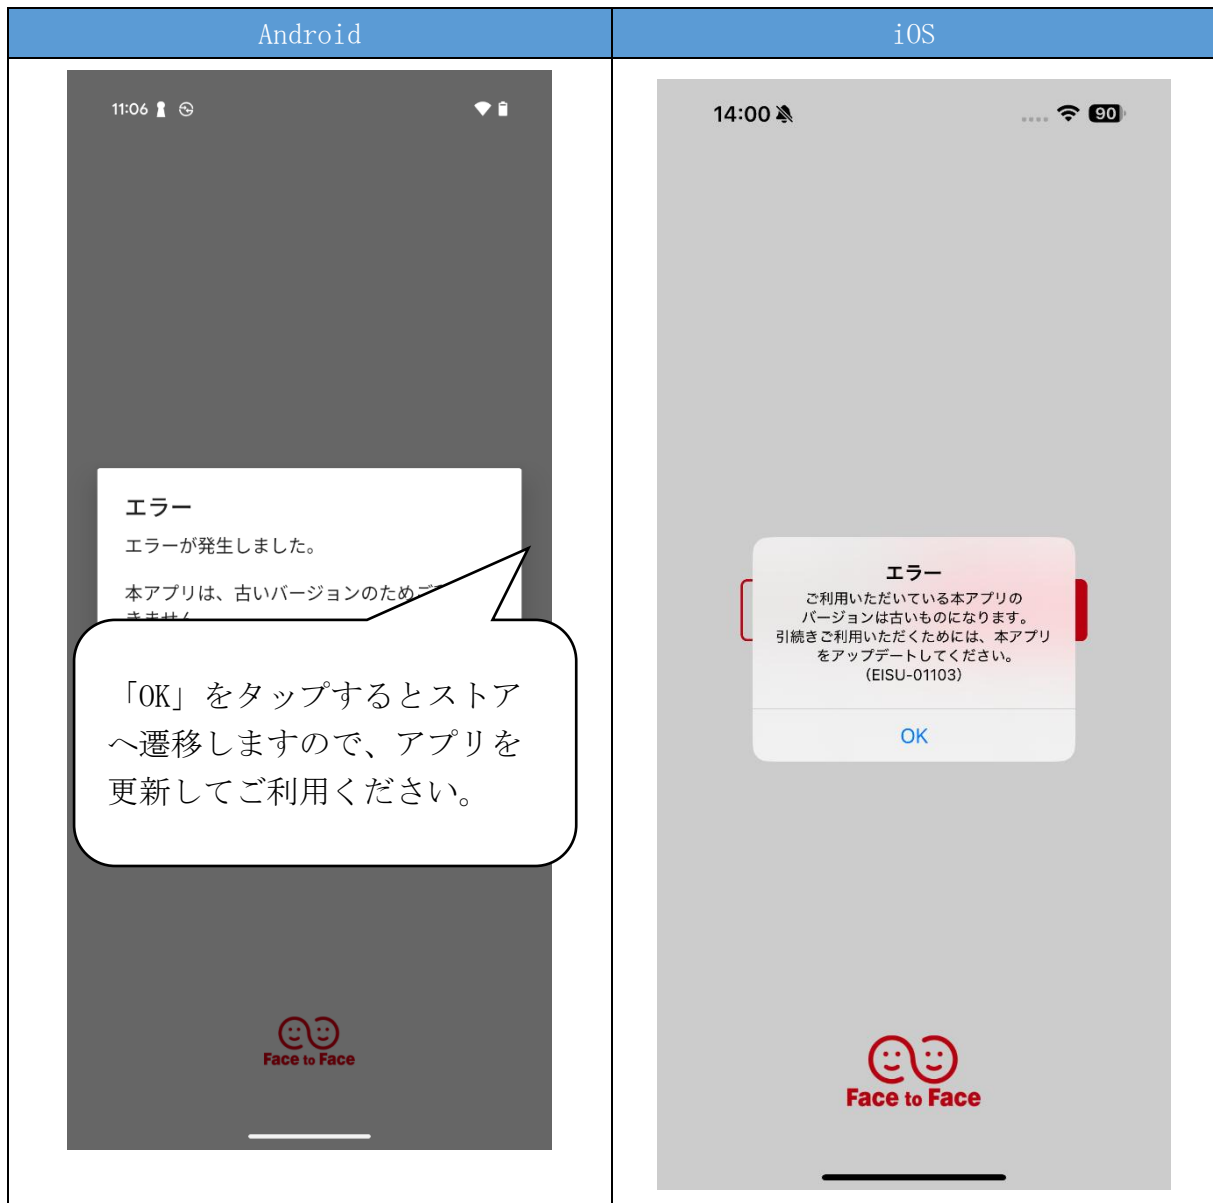 Android
iOS
11:06
エラー
エラーが発生しました。
本アプリは、古いバージョンのため
「OK」をタップするとストア
へ遷移しますので、アプリを
更新してご利用ください。
Face to Face
14:00
90
エラー
ご利用いただいている本アプリの
バージョンは古いものになります。
引続きご利用いただくためには、本アプリ
をアップデートしてください。
（EISU-01103）
OK
Face to Face